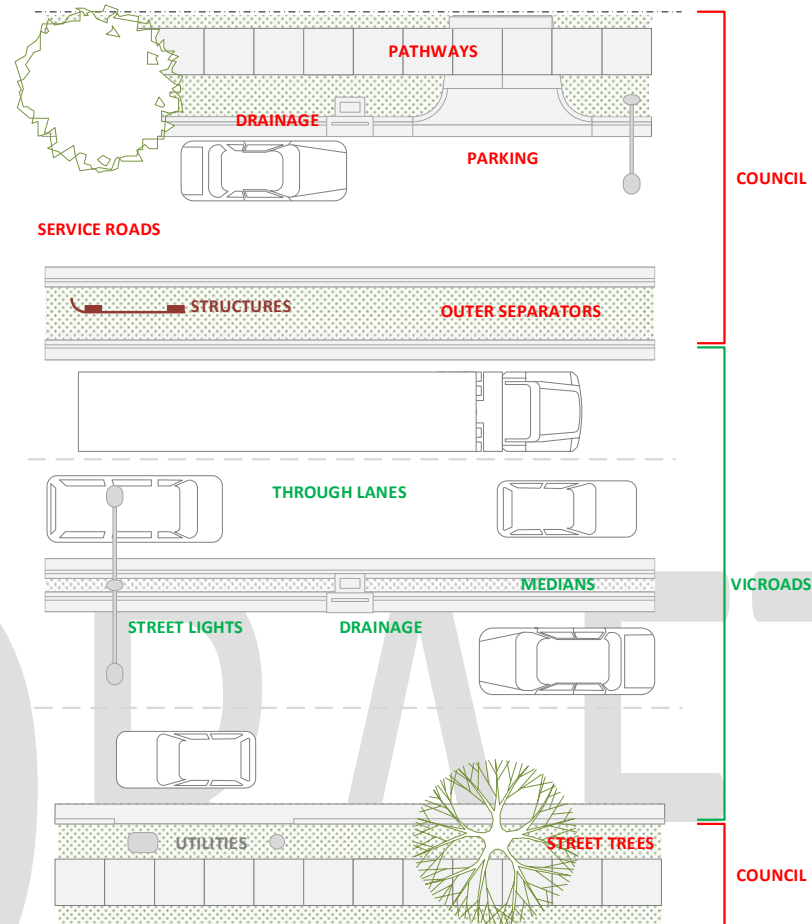 PATHWAYS
DRAINAGE
PARKING
COUNCIL
SERVICE ROADS
STRUCTURES
OUTER SEPARATORS
THROUGH LANES
MEDIANS
VICROADS
STREET LIGHTS
DRAINAGE
UTILITIES
STREET TREES
COUNCIL